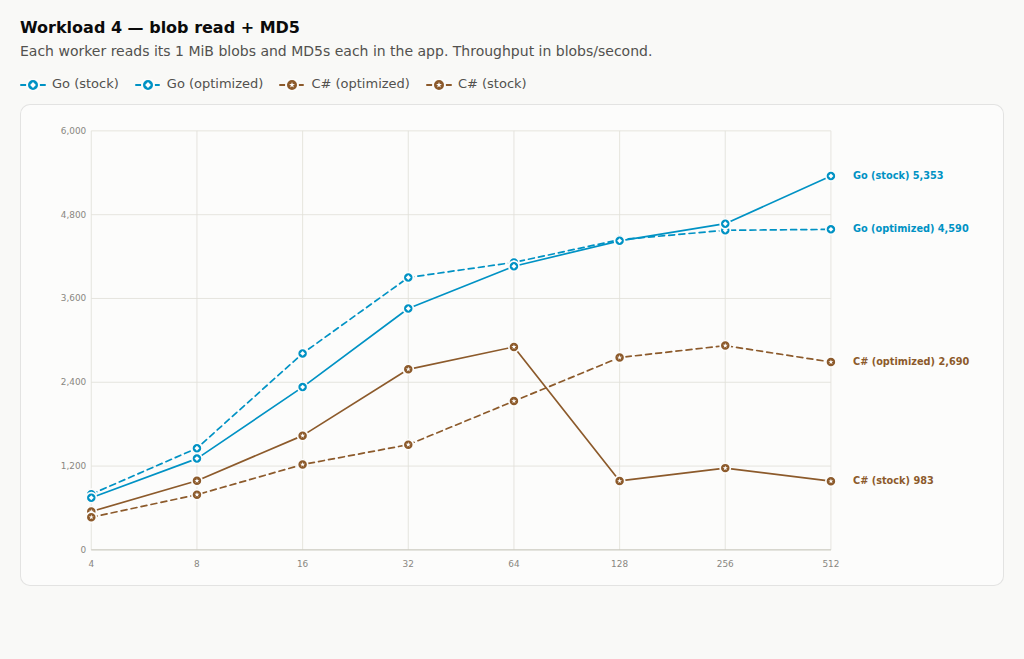 Workload 4 — blob read + MD5
Each worker reads its 1 MiB blobs and MD5s each in the app. Throughput in blobs/second.
Go (stock) Go (optimized) C# (optimized) C# (stock)
6,000
Go (stock) 5,353
4,800
Go (optimized) 4,590
3,600
C# (optimized) 2,690
2,400
1,200
C# (stock) 983
0
4 8 16 32 64 128 256 512